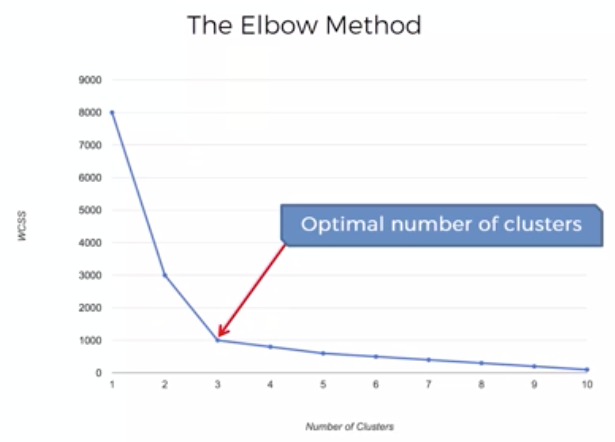 The Elbow Method
9000
8000
7000
6000
5000
4000
3000
2000
1000
0
WCSS
Optimal number of clusters
1 2 3 4 5 6 7 8 9 10
Number of Clusters